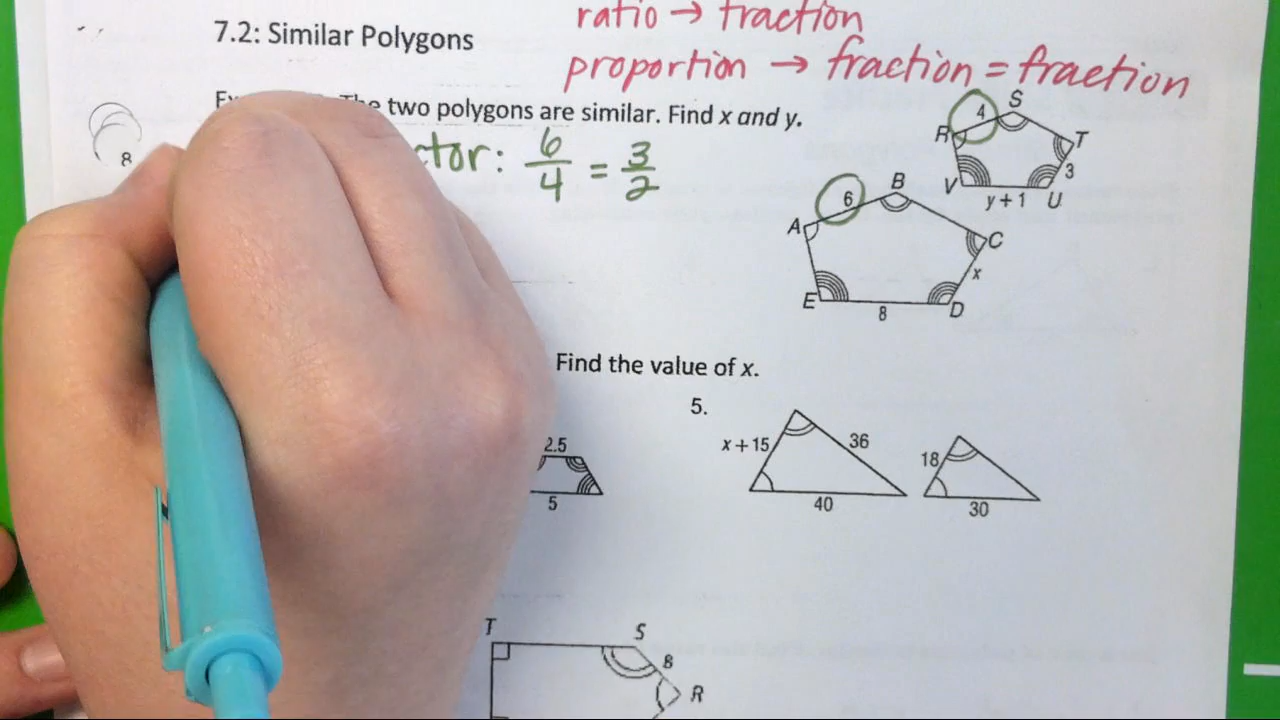 ratio → fraction
7.2: Similar Polygons
proportion → fraction = fraction
The two polygons are similar. Find x and y.
8
ctor: 6/4 = 3/2
R 4 S T
3
V y + 1 U
A 6 B C
x
E 8 D
Find the value of x.
5.
2.5
5
x + 15 36
40
18
30
T S
8
R